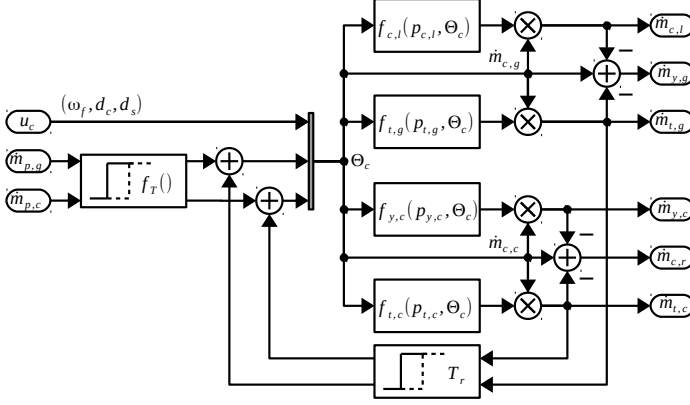 f_{c,l}(p_{c,l}, Θ_c)
ṁ_{c,l}
ṁ_{c,g}
ṁ_{y,g}
(ω_f, d_c, d_s)
u_c
f_{t,g}(p_{t,g}, Θ_c)
ṁ_{t,g}
ṁ_{p,g}
f_T()
Θ_c
ṁ_{p,c}
f_{y,c}(p_{y,c}, Θ_c)
ṁ_{y,c}
ṁ_{c,c}
ṁ_{c,r}
f_{t,c}(p_{t,c}, Θ_c)
ṁ_{t,c}
T_r